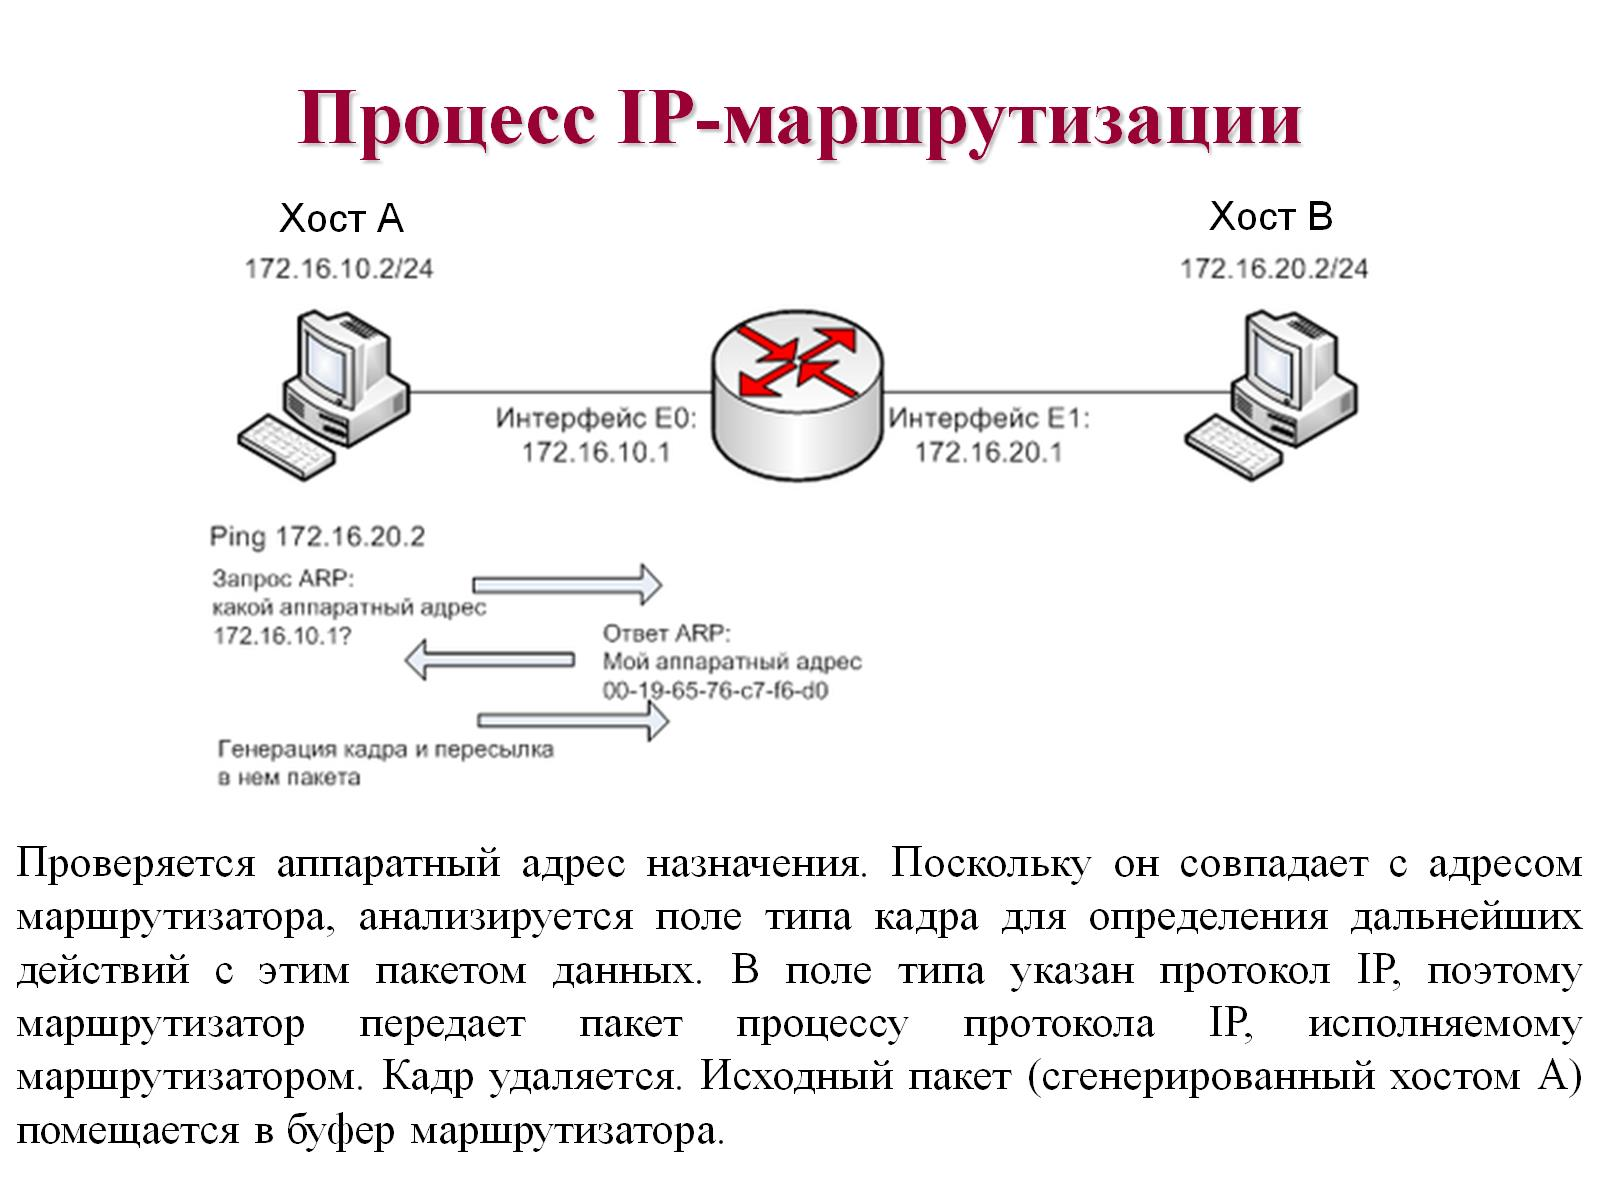 Процесс IP-маршрутизации
Хост А
Хост В
172.16.10.2/24
172.16.20.2/24
Интерфейс E0:
172.16.10.1
Интерфейс E1:
172.16.20.1
Ping 172.16.20.2
Запрос ARP:
какой аппаратный адрес
172.16.10.1?
Ответ ARP:
Мой аппаратный адрес
00-19-65-76-c7-f6-d0
Генерация кадра и пересылка
в нем пакета
Проверяется аппаратный адрес назначения. Поскольку он совпадает с адресом
маршрутизатора, анализируется поле типа кадра для определения дальнейших
действий с этим пакетом данных. В поле типа указан протокол IP, поэтому
маршрутизатор передает пакет процессу протокола IP, исполняемому
маршрутизатором. Кадр удаляется. Исходный пакет (сгенерированный хостом А)
помещается в буфер маршрутизатора.